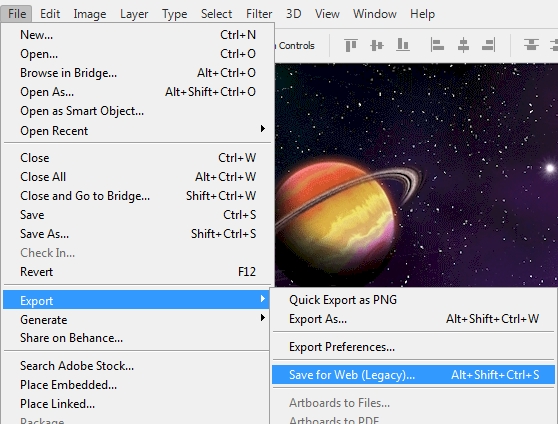 File Edit Image Layer Type Select Filter 3D View Window Help
Controls
New... Ctrl+N
Open... Ctrl+O
Browse in Bridge... Alt+Ctrl+O
Open As... Alt+Shift+Ctrl+O
Open as Smart Object...
Open Recent
Close Ctrl+W
Close All Alt+Ctrl+W
Close and Go to Bridge... Shift+Ctrl+W
Save Ctrl+S
Save As... Shift+Ctrl+S
Check In...
Revert F12
Export
Generate
Share on Behance...
Search Adobe Stock...
Place Embedded...
Place Linked...
Package
Quick Export as PNG
Export As... Alt+Shift+Ctrl+W
Export Preferences...
Save for Web (Legacy)... Alt+Shift+Ctrl+S
Artboards to Files...
Artboards to PDF